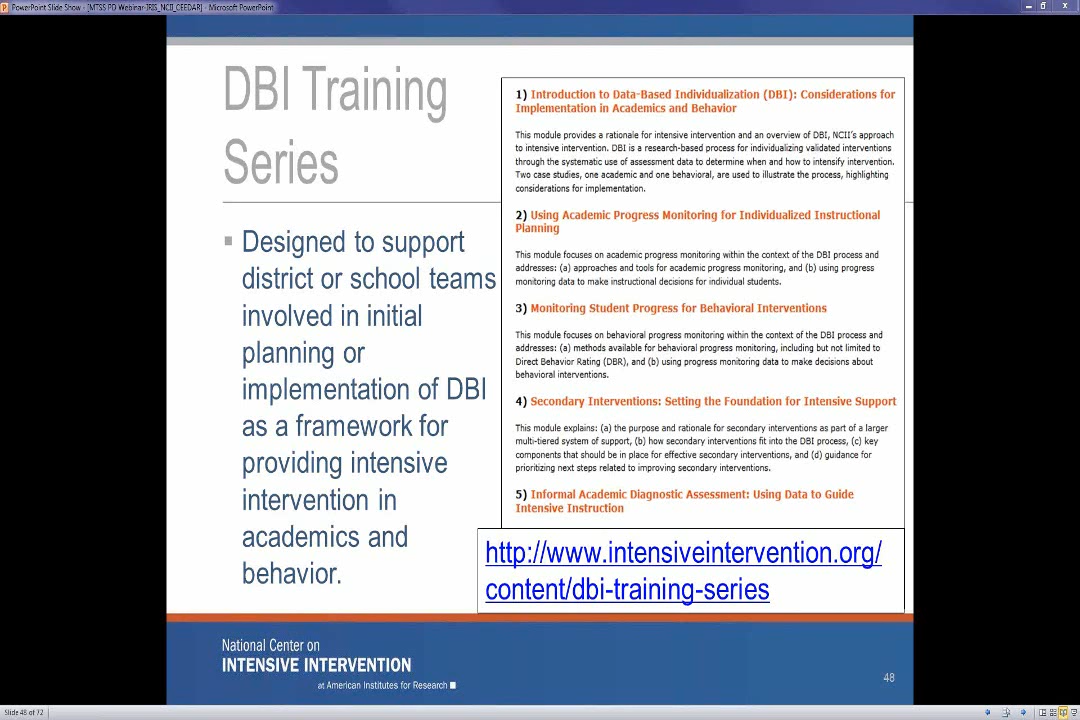 PowerPoint Slide Show - [MTSS PD Webinar-IRIS_NCII_CEEDAR] - Microsoft PowerPoint
DBI Training
Series
Designed to support
district or school teams
involved in initial
planning or
implementation of DBI
as a framework for
providing intensive
intervention in
academics and
behavior.
1) Introduction to Data-Based Individualization (DBI): Considerations for
Implementation in Academics and Behavior
This module provides a rationale for intensive intervention and an overview of DBI, NCII's approach
to intensive intervention. DBI is a research-based process for individualizing validated interventions
through the systematic use of assessment data to determine when and how to intensify intervention.
Two case studies, one academic and one behavioral, are used to illustrate the process, highlighting
considerations for implementation.
2) Using Academic Progress Monitoring for Individualized Instructional
Planning
This module focuses on academic progress monitoring within the context of the DBI process and
addresses: (a) approaches and tools for academic progress monitoring, and (b) using progress
monitoring data to make instructional decisions for individual students.
3) Monitoring Student Progress for Behavioral Interventions
This module focuses on behavioral progress monitoring within the context of the DBI process and
addresses: (a) methods available for behavioral progress monitoring, including but not limited to
Direct Behavior Rating (DBR), and (b) using progress monitoring data to make decisions about
behavioral interventions.
4) Secondary Interventions: Setting the Foundation for Intensive Support
This module explains: (a) the purpose and rationale for secondary interventions as part of a larger
multi-tiered system of support, (b) how secondary interventions fit into the DBI process, (c) key
components that should be in place for effective secondary interventions, and (d) guidance for
prioritizing next steps related to improving secondary interventions.
5) Informal Academic Diagnostic Assessment: Using Data to Guide
Intensive Instruction
http://www.intensiveintervention.org/
content/dbi-training-series
National Center on
INTENSIVE INTERVENTION
at American Institutes for Research
48
Slide 48 of 72